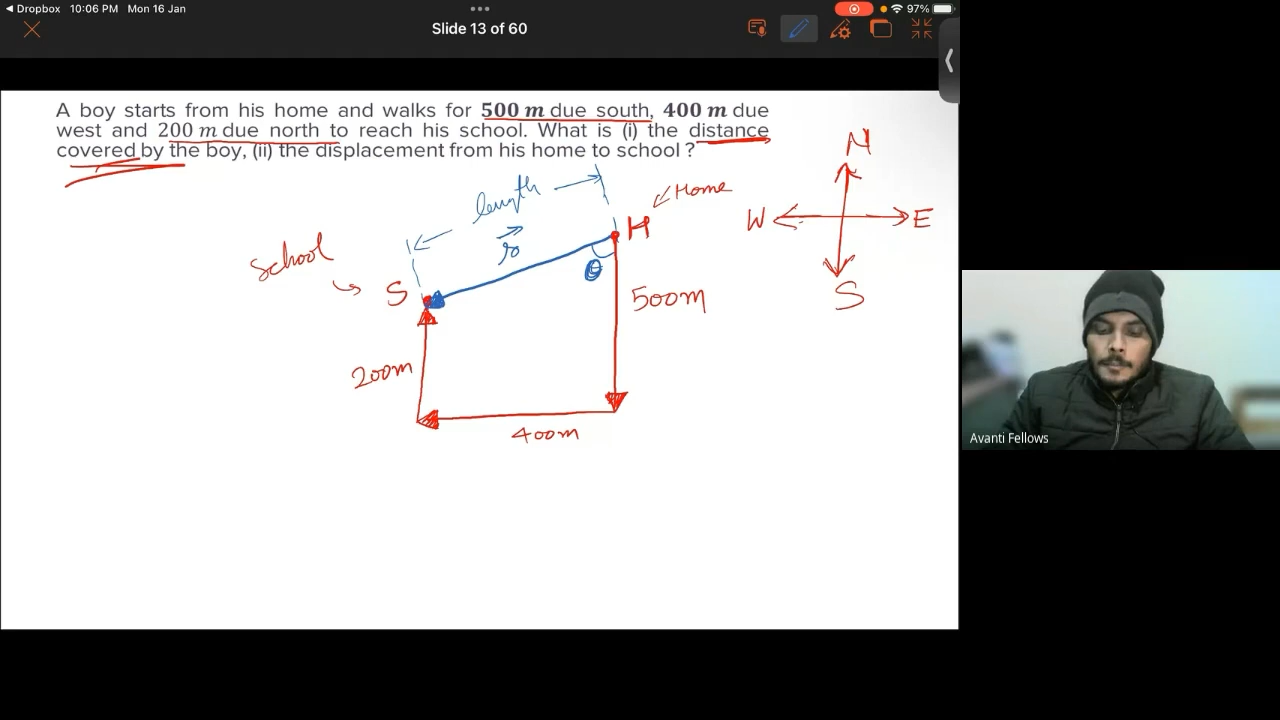 Dropbox 10:06 PM Mon 16 Jan
97%
Slide 13 of 60
A boy starts from his home and walks for 500 m due south, 400 m due
west and 200 m due north to reach his school. What is (i) the distance
covered by the boy, (ii) the displacement from his home to school ?
N
W E
S
length
Home
H
r
school
S
θ
500m
200m
400m
Avanti Fellows